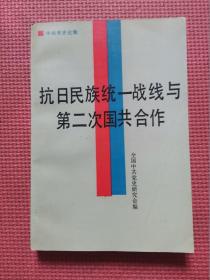 中共党史论集
抗日民族统一战线与
第二次国共合作
全国中共党史研究会编